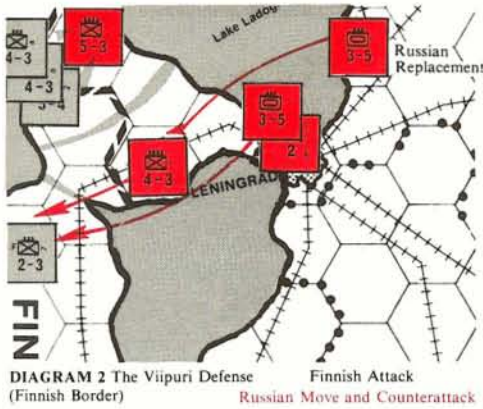 Lake Ladoga
5-3
3-5
Russian
Replacement
4-3
4-3
3-5
2
4-3
LENINGRAD
2-3
FIN
DIAGRAM 2 The Viipuri Defense
(Finnish Border)
Finnish Attack
Russian Move and Counterattack